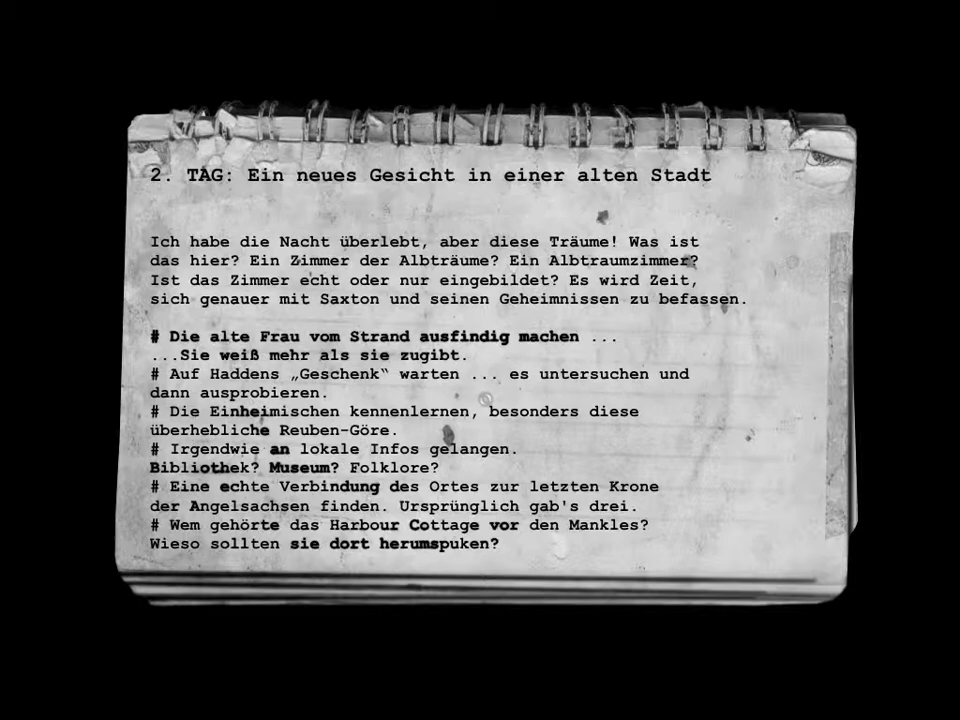 2. TAG: Ein neues Gesicht in einer alten Stadt
Ich habe die Nacht überlebt, aber diese Träume! Was ist
das hier? Ein Zimmer der Albträume? Ein Albtraumzimmer?
Ist das Zimmer echt oder nur eingebildet? Es wird Zeit,
sich genauer mit Saxton und seinen Geheimnissen zu befassen.
# Die alte Frau vom Strand ausfindig machen ...
...Sie weiß mehr als sie zugibt.
# Auf Haddens „Geschenk‟ warten ... es untersuchen und
dann ausprobieren.
# Die Einheimischen kennenlernen, besonders diese
überhebliche Reuben-Göre.
# Irgendwie an lokale Infos gelangen.
Bibliothek? Museum? Folklore?
# Eine echte Verbindung des Ortes zur letzten Krone
der Angelsachsen finden. Ursprünglich gab's drei.
# Wem gehörte das Harbour Cottage vor den Mankles?
Wieso sollten sie dort herumspuken?